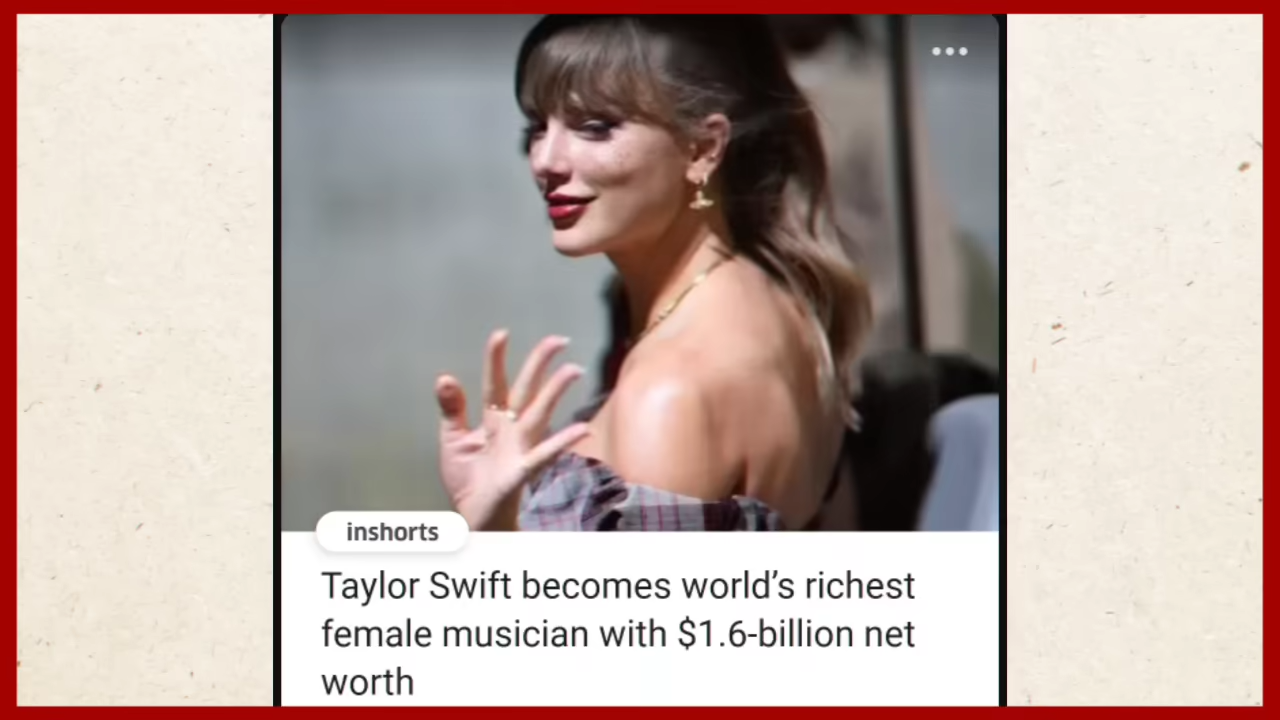 inshorts
Taylor Swift becomes world’s richest
female musician with $1.6-billion net
worth